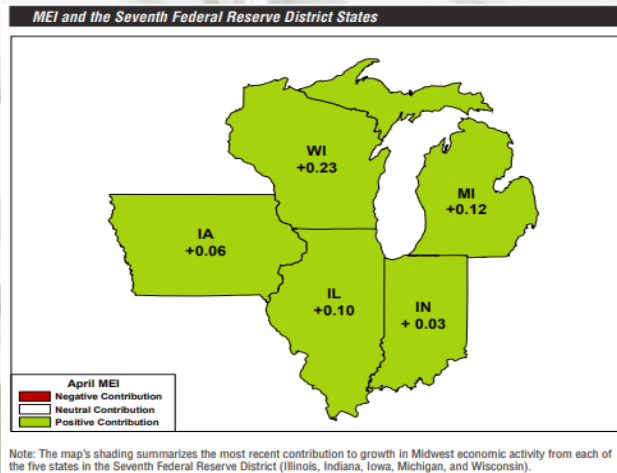 MEI and the Seventh Federal Reserve District States
WI
+0.23
MI
+0.12
IA
+0.06
IL
+0.10
IN
+ 0.03
April MEI
Negative Contribution
Neutral Contribution
Positive Contribution
Note: The map's shading summarizes the most recent contribution to growth in Midwest economic activity from each of
the five states in the Seventh Federal Reserve District (Illinois, Indiana, Iowa, Michigan, and Wisconsin).